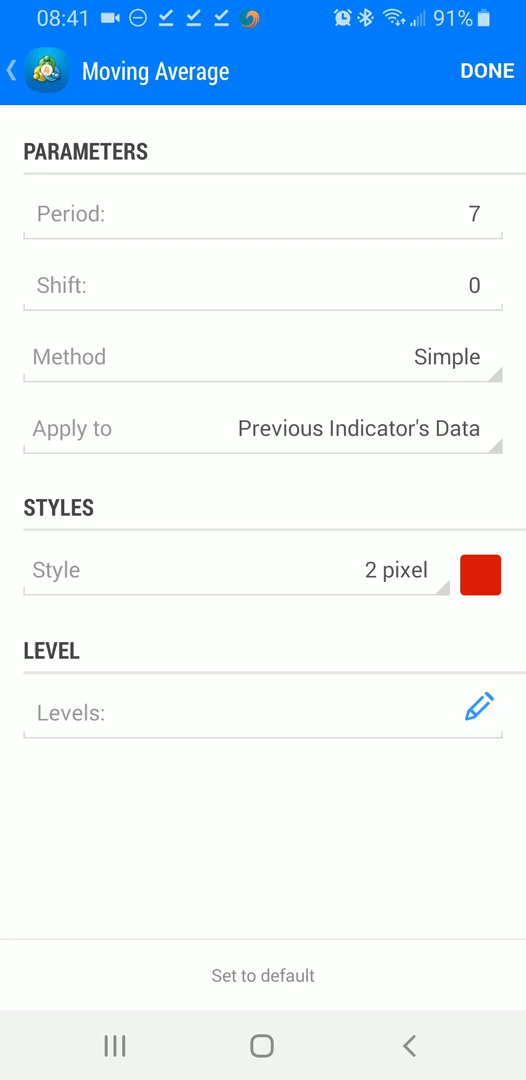 08:41 91%
Moving Average DONE
PARAMETERS
Period: 7
Shift: 0
Method Simple
Apply to Previous Indicator's Data
STYLES
Style 2 pixel
LEVEL
Levels:
Set to default